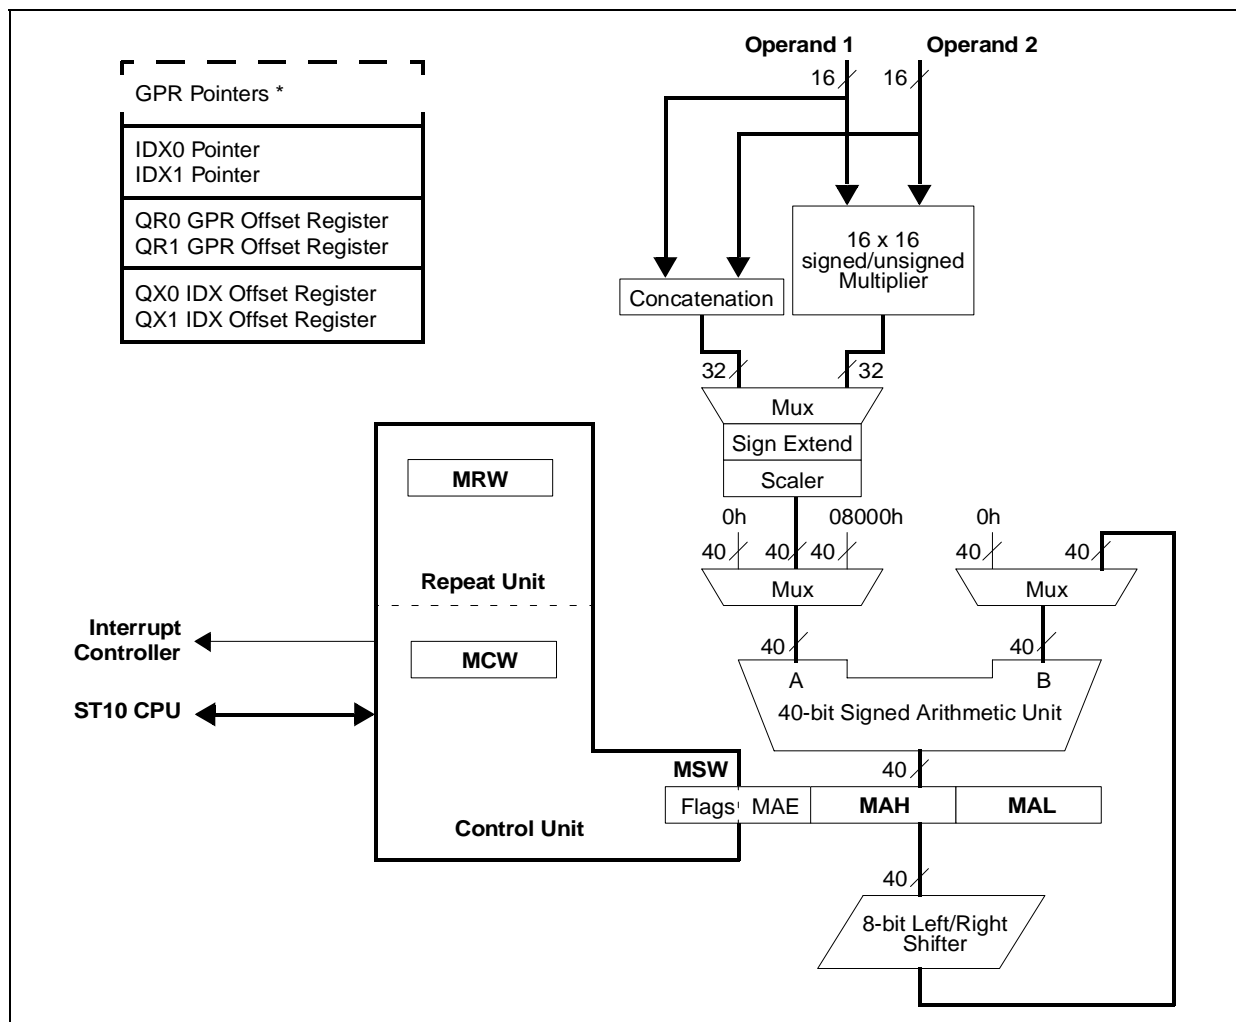 Operand 1 Operand 2
16 16
GPR Pointers *
IDX0 Pointer
IDX1 Pointer
QR0 GPR Offset Register
QR1 GPR Offset Register
QX0 IDX Offset Register
QX1 IDX Offset Register
16 x 16
signed/unsigned
Multiplier
Concatenation
32 32
Mux
Sign Extend
Scaler
MRW
0h 08000h 0h
40 40 40 40 40
Mux Mux
Repeat Unit
Interrupt
Controller
MCW
40 40
A B
ST10 CPU
40-bit Signed Arithmetic Unit
MSW
40
Flags MAE MAH MAL
Control Unit
40
8-bit Left/Right
Shifter